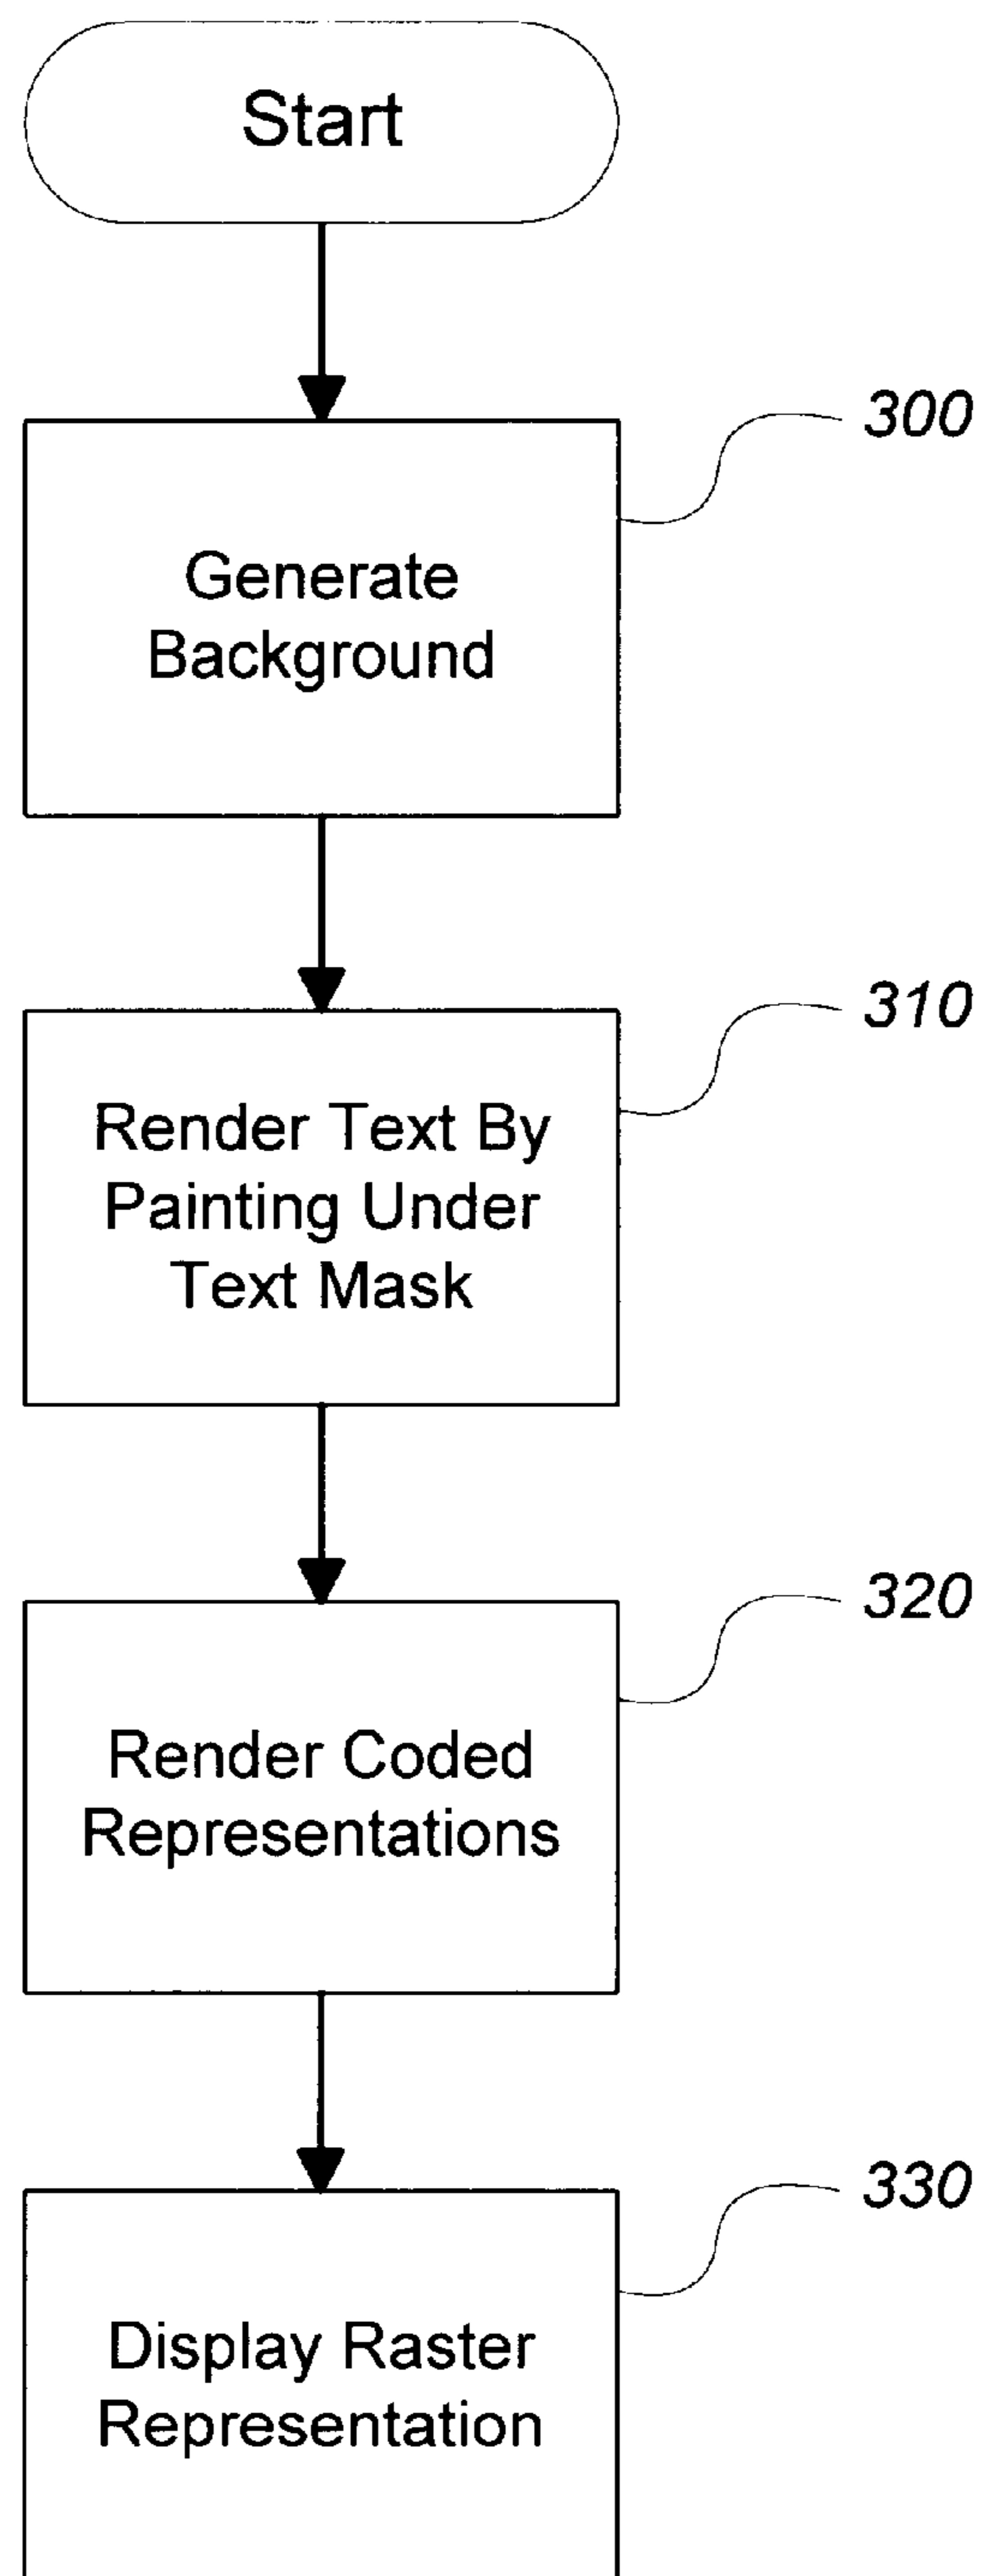 Start
300
Generate
Background
310
Render Text By
Painting Under
Text Mask
320
Render Coded
Representations
330
Display Raster
Representation